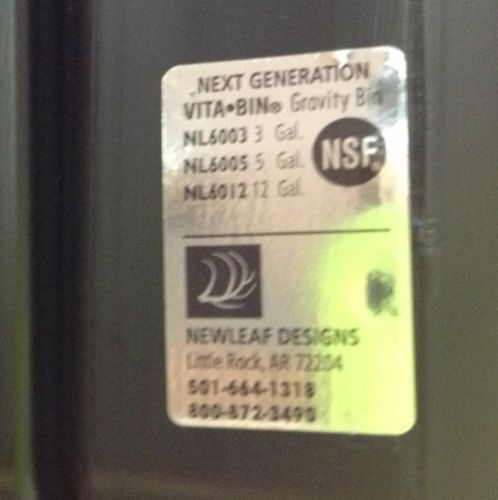 NEXT GENERATION
VITA•BIN® Gravity Bin
NL6003 3 Gal.
NL6005 5 Gal.
NL6012 12 Gal.
NSF
NEWLEAF DESIGNS
Little Rock, AR 72204
501-664-1318
800-872-3490